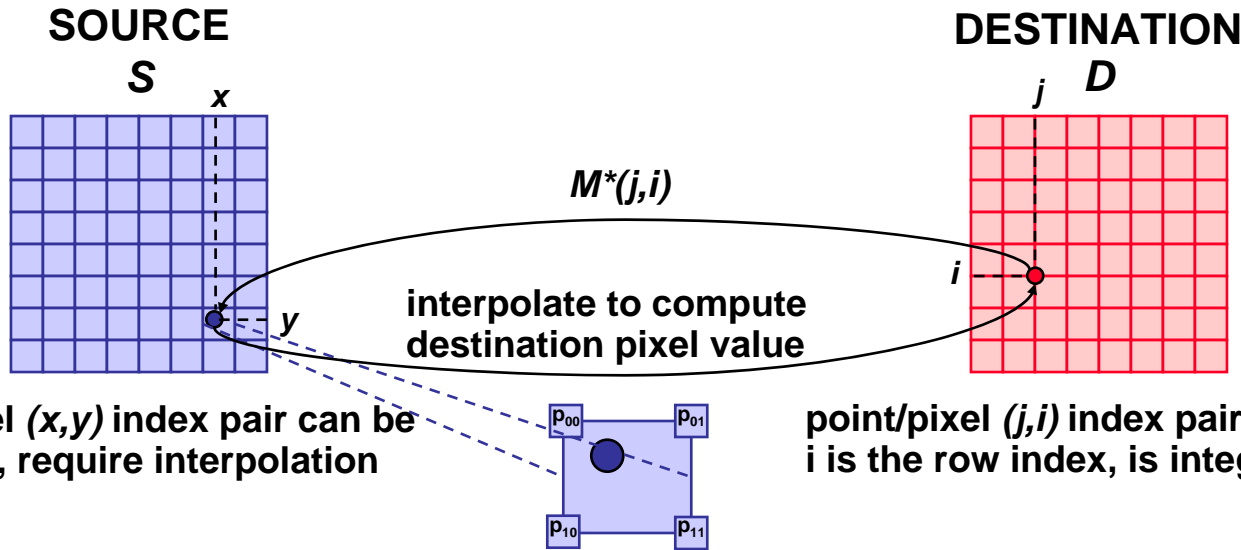 SOURCE
S
DESTINATION
D
x
j
M*(j,i)
i
y
interpolate to compute
destination pixel value
(x,y) index pair can be
, require interpolation
point/pixel (j,i) index pair
i is the row index, is
p00
p01
p10
p11